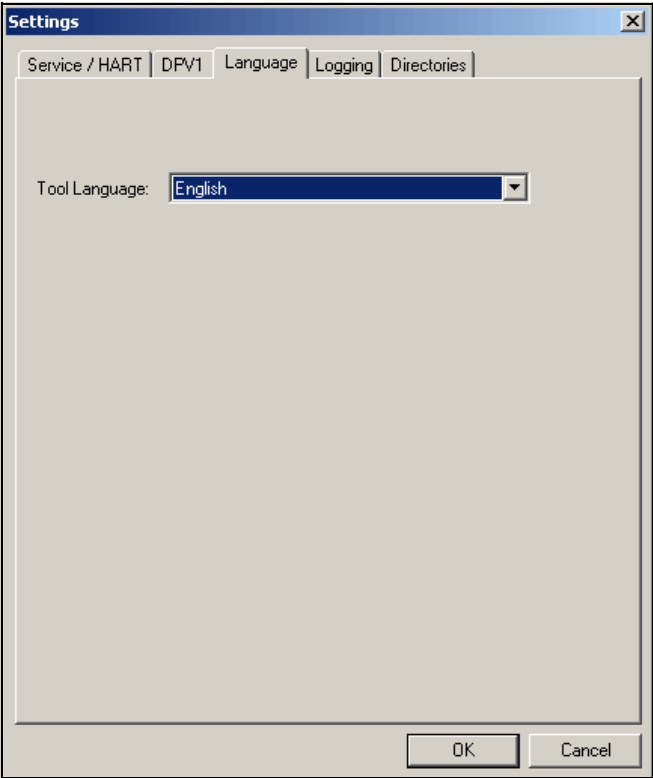 Settings
Service / HART DPV1 Language Logging Directories
Tool Language: English
OK Cancel